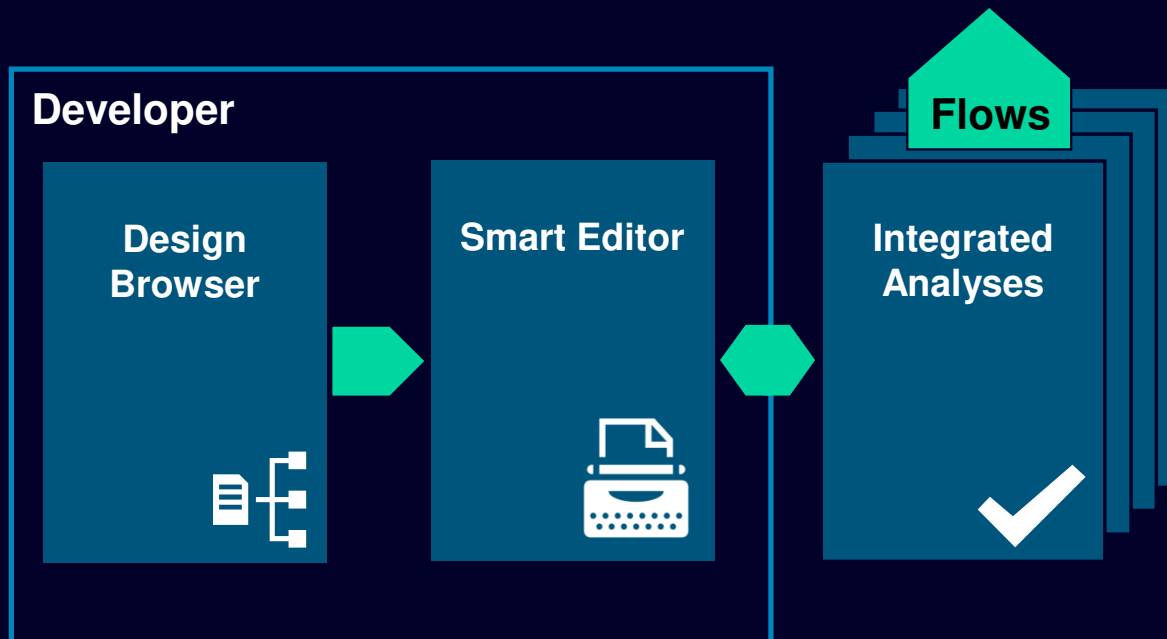 Developer
Flows
Design
Browser
Smart Editor
Integrated
Analyses